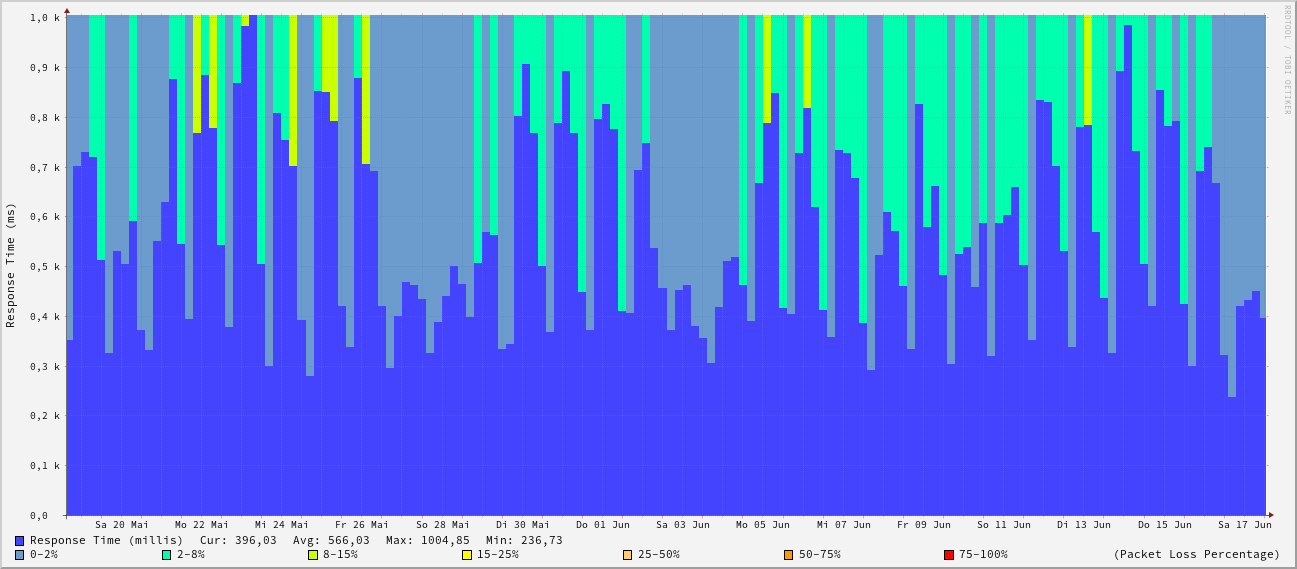 RRDTOOL / TOBI OETIKER
Response Time (ms)
1,0 k
0,9 k
0,8 k
0,7 k
0,6 k
0,5 k
0,4 k
0,3 k
0,2 k
0,1 k
0,0
Sa 20 Mai Mo 22 Mai Mi 24 Mai Fr 26 Mai So 28 Mai Di 30 Mai Do 01 Jun Sa 03 Jun Mo 05 Jun Mi 07 Jun Fr 09 Jun So 11 Jun Di 13 Jun Do 15 Jun Sa 17 Jun
Response Time (millis) Cur: 396,03 Avg: 566,03 Max: 1004,85 Min: 236,73
0-2% 2-8% 8-15% 15-25% 25-50% 50-75% 75-100% (Packet Loss Percentage)